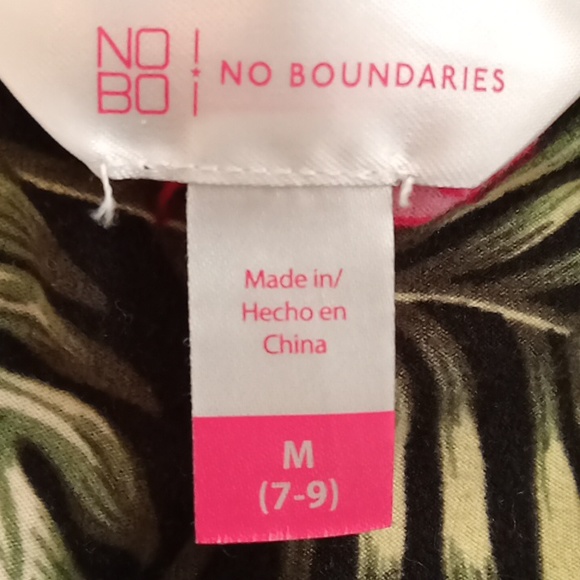 NO
BO
NO BOUNDARIES
Made in/
Hecho en
China
M
(7-9)